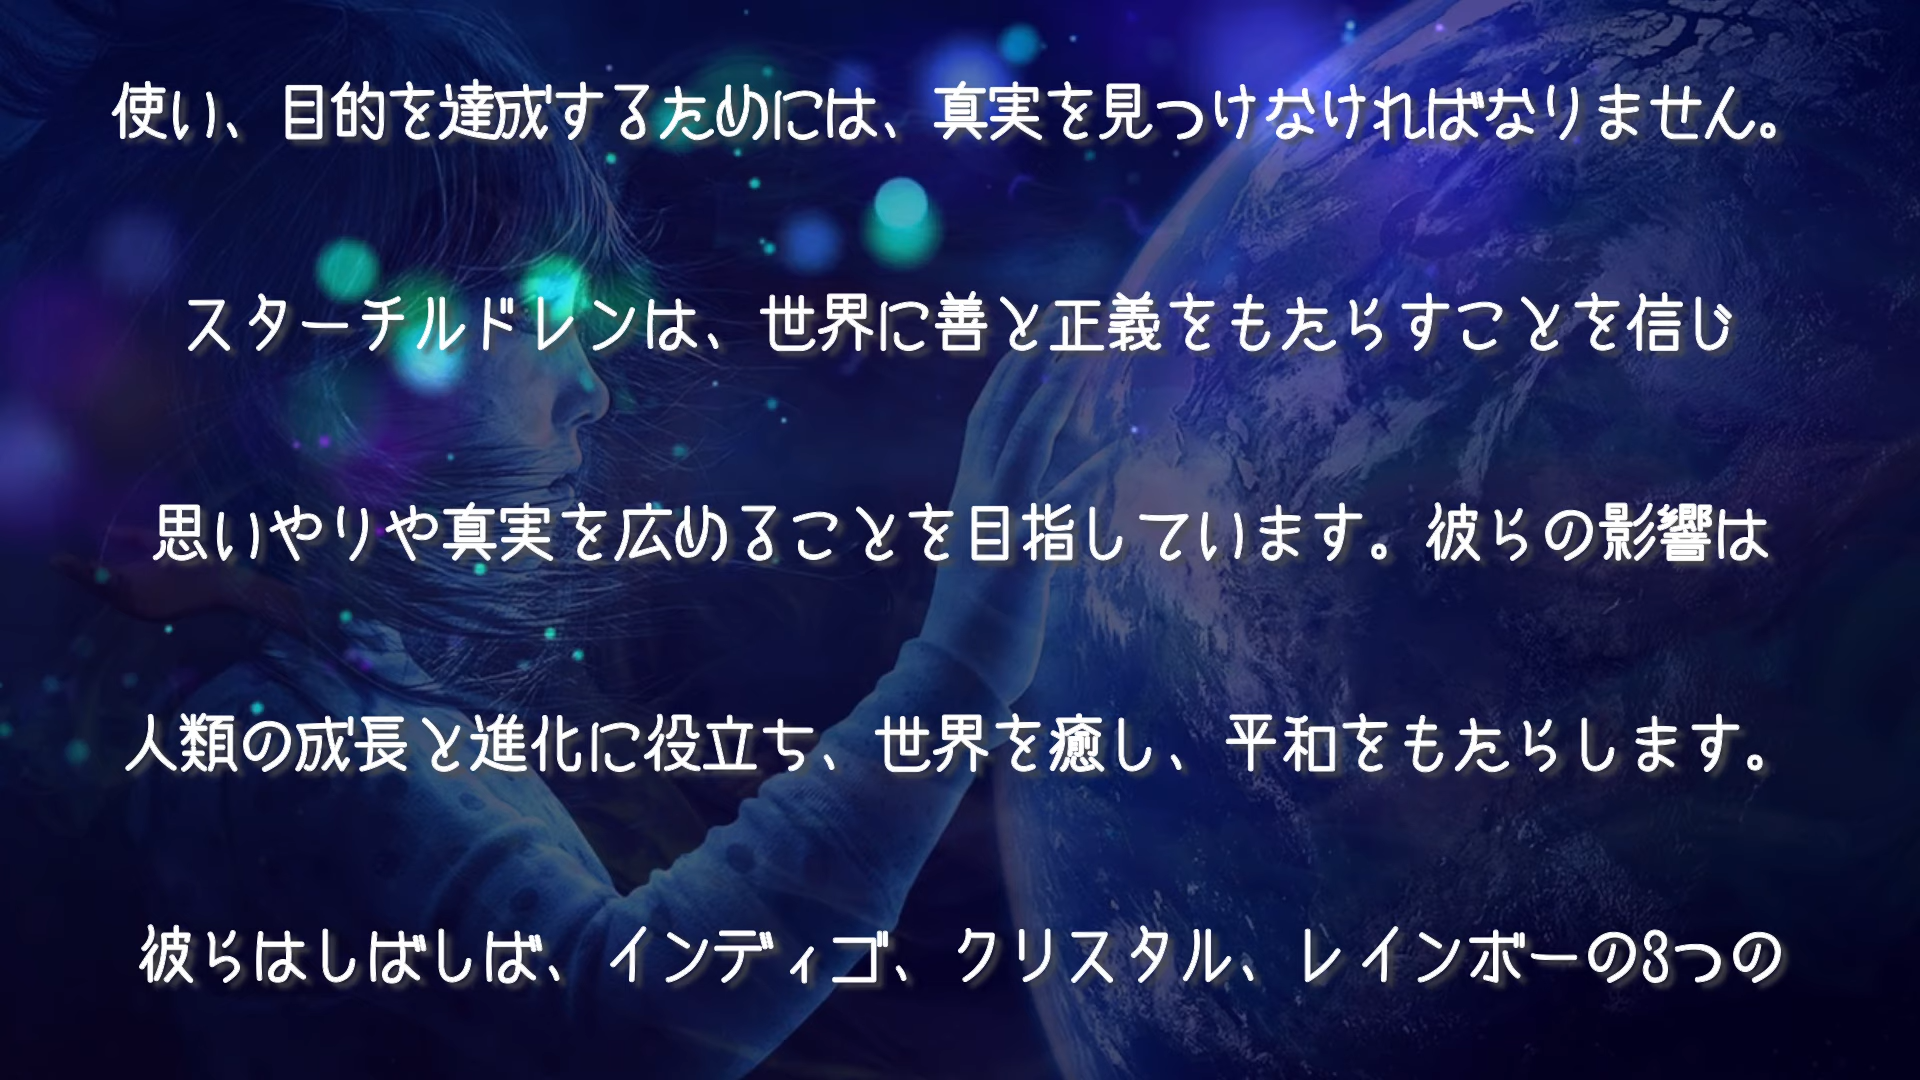 使い、目的を達成するためには、真実を見つけなければなりません。
スターチルドレンは、世界に善と正義をもたらすことを信じ
思いやりや真実を広めることを目指しています。彼らの影響は
人類の成長と進化に役立ち、世界を癒し、平和をもたらします。
彼らはしばしば、インディゴ、クリスタル、レインボーの3つの